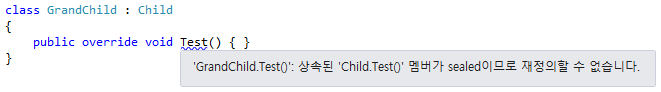 class GrandChild : Child
{
    public override void Test() { }
}
'GrandChild.Test()': 상속된 'Child.Test()' 멤버가 sealed이므로 재정의할 수 없습니다.